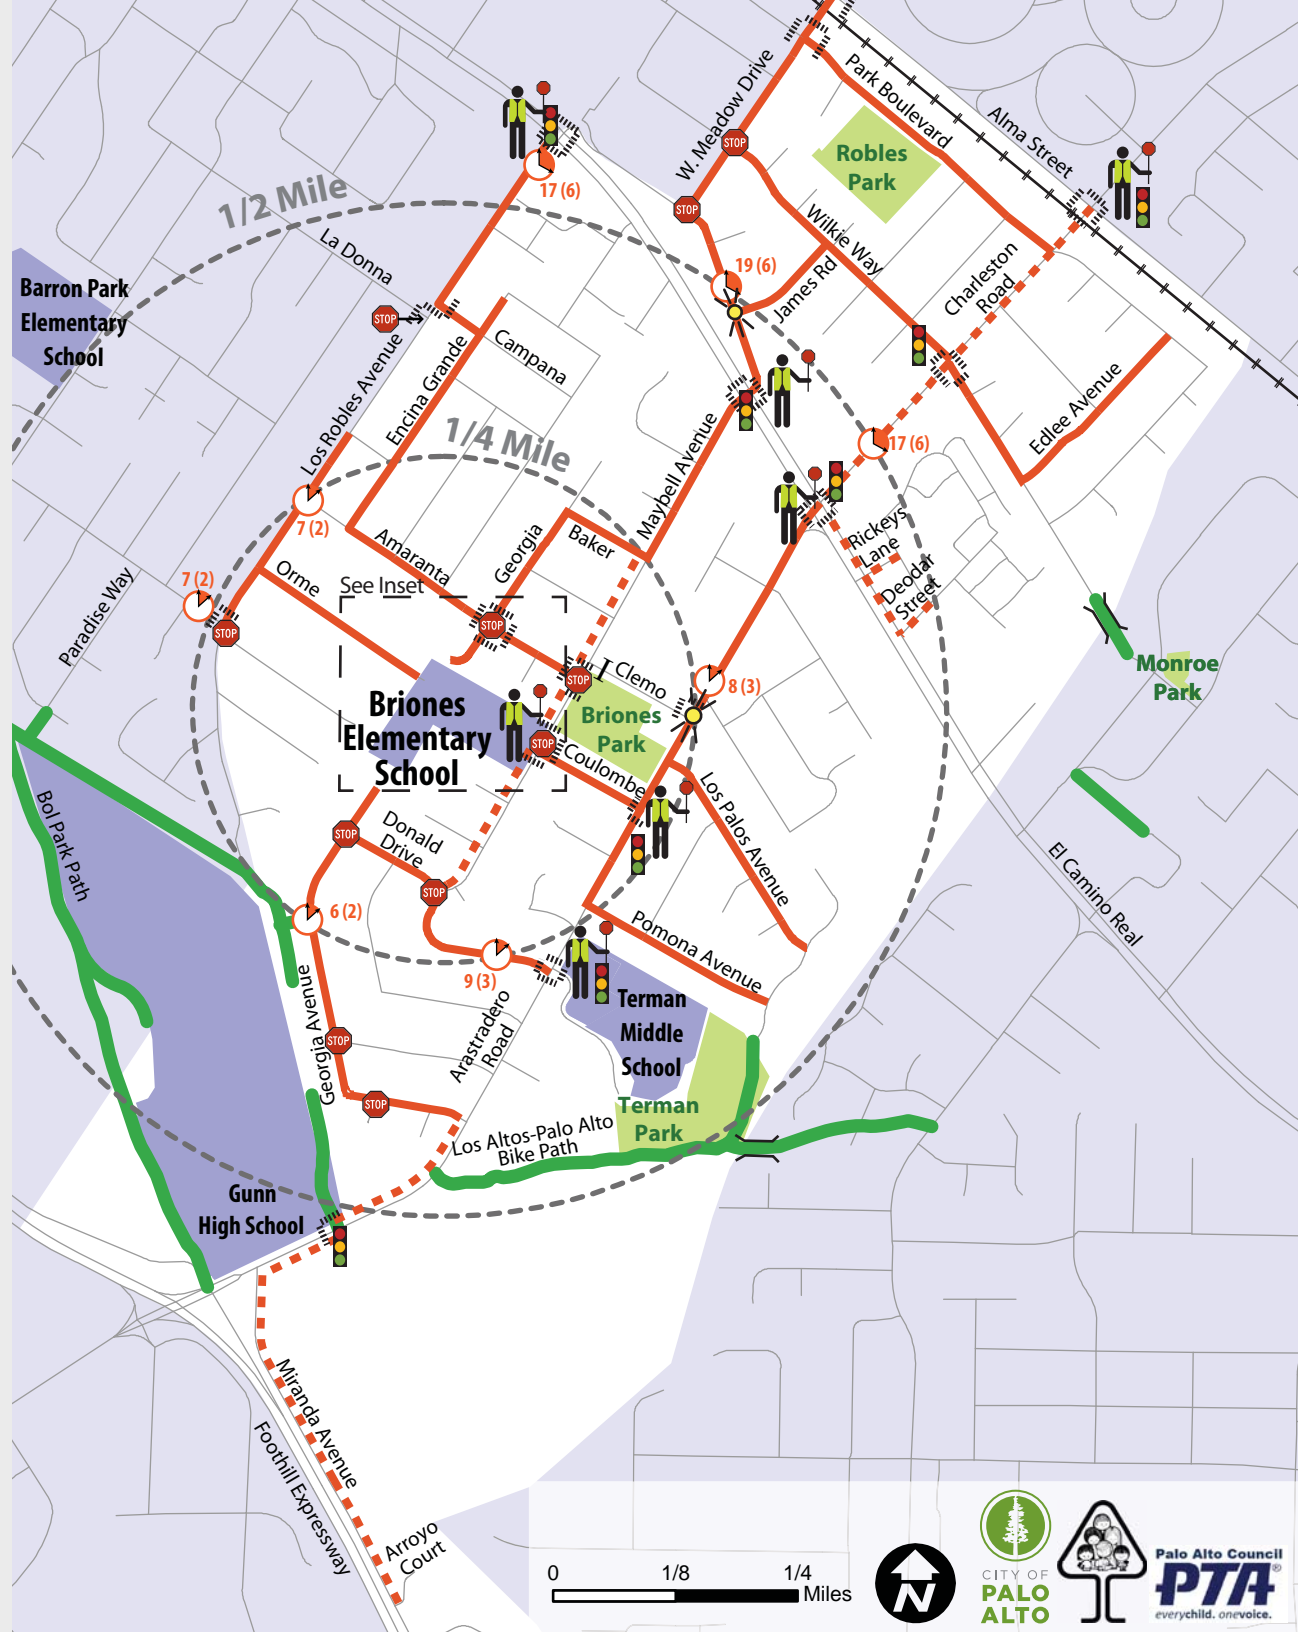 Park Boulevard
Alma Street
W. Meadow Drive
STOP
Robles
Park
17 (6)
1/2 Mile
STOP
La Donna
Wilkie Way
Barron Park
Elementary
School
19 (6)
James Rd
Charleston
Road
STOP
Campana
Los Robles Avenue
Encina Grande
Edlee Avenue
1/4 Mile
17 (6)
Maybell Avenue
7 (2)
Amaranta
Georgia
Baker
Rickeys
Lane
Deodar
Street
Orme
See Inset
7 (2)
Paradise Way
STOP
STOP
Clemo
STOP
Monroe
Park
8 (3)
Briones
Elementary
School
Briones
Park
STOP
Coulombe
Los Palos Avenue
Bol Park Path
Donald
Drive
STOP
STOP
El Camino Real
6 (2)
Pomona Avenue
9 (3)
Georgia Avenue
Arastradero
Road
Terman
Middle
School
STOP
STOP
Terman
Park
Los Altos-Palo Alto
Bike Path
Gunn
High School
Miranda Avenue
Foothill Expressway
Arroyo
Court
0 1/8 1/4
Miles
N
CITY OF
PALO
ALTO
Palo Alto Council
PTA®
everychild. onevoice.